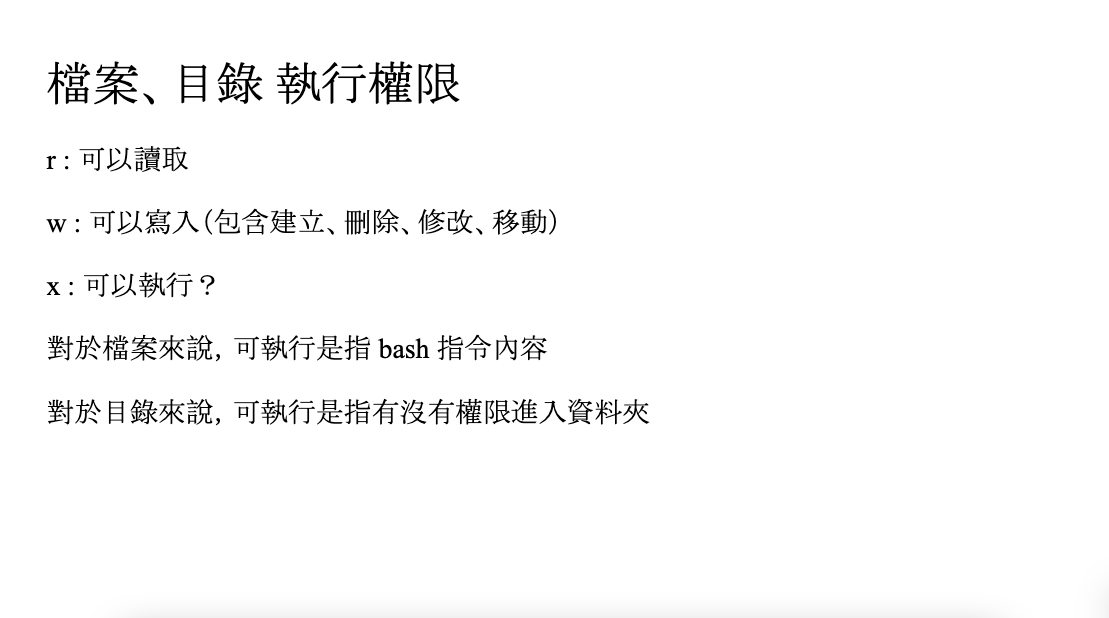 檔案、目錄 執行權限
r : 可以讀取
w : 可以寫入（包含建立、刪除、修改、移動）
x : 可以執行？
對於檔案來說，可執行是指 bash 指令內容
對於目錄來說，可執行是指有沒有權限進入資料夾